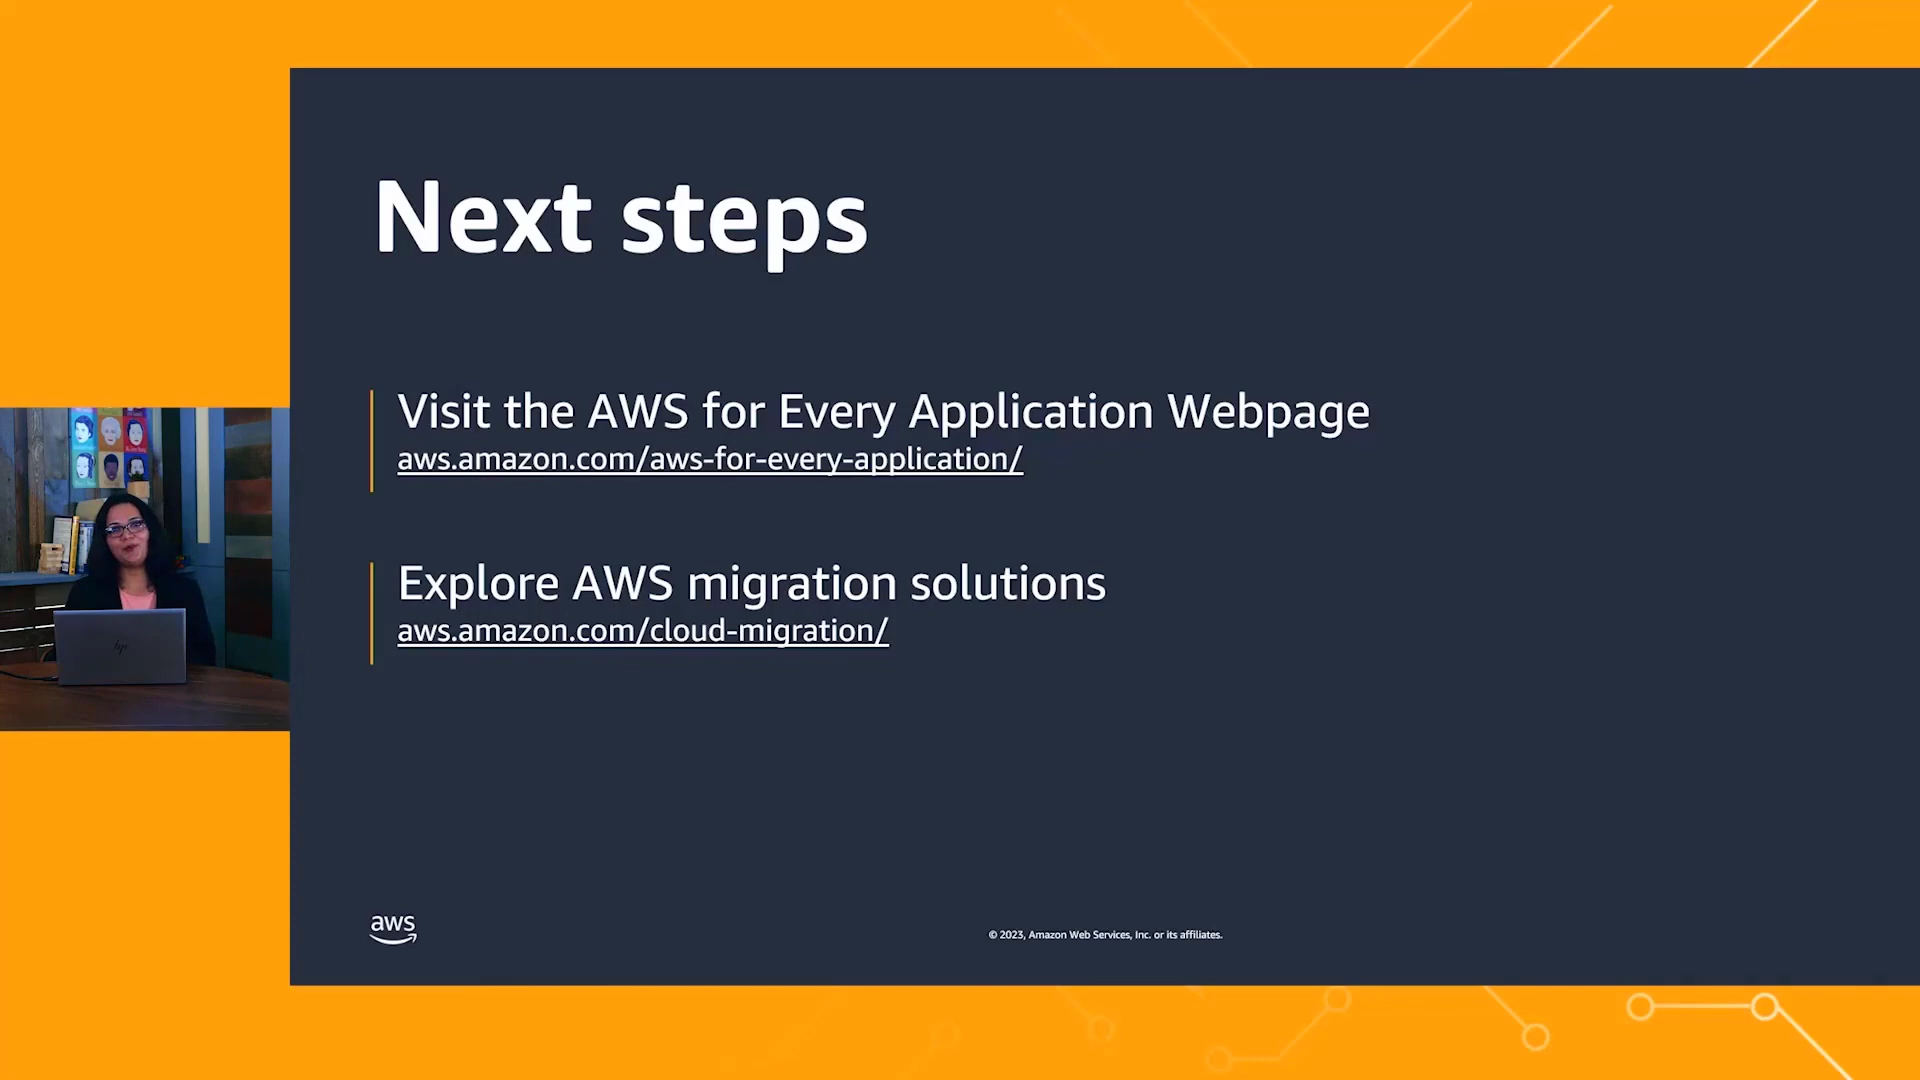 Next steps
Visit the AWS for Every Application Webpage
aws.amazon.com/aws-for-every-application/
Explore AWS migration solutions
aws.amazon.com/cloud-migration/
hp
aws
© 2023, Amazon Web Services, Inc. or its affiliates.